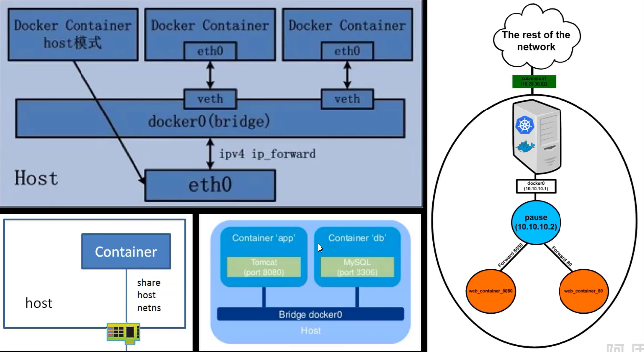 Docker Container
host模式
Docker Container
eth0
Docker Container
eth0
veth
veth
docker0(bridge)
ipv4 ip_forward
Host
eth0
Container
host
share
host
netns
Container 'app'
Tomcat
(port 8080)
Container 'db'
MySQL
(port 3306)
Bridge docker0
Host
The rest of the
network
docker0
(10.10.10.1)
pause
(10.10.10.2)
Forward 8080
Forward 80
web_container_8080
web_container_80